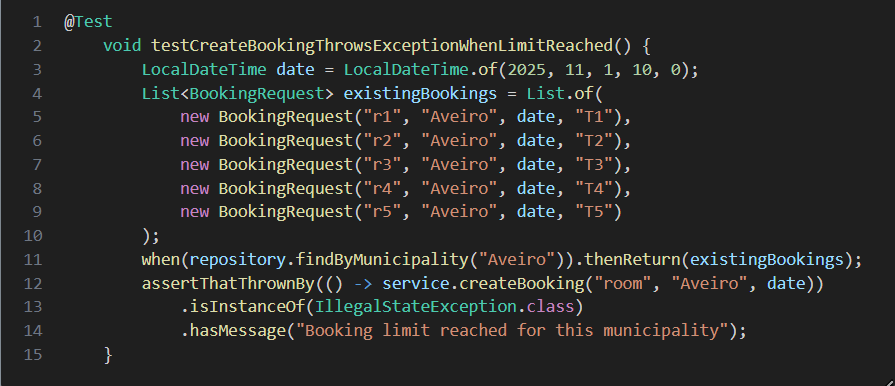 1 @Test
2 void testCreateBookingThrowsExceptionWhenLimitReached() {
3 LocalDateTime date = LocalDateTime.of(2025, 11, 1, 10, 0);
4 List<BookingRequest> existingBookings = List.of(
5 new BookingRequest("r1", "Aveiro", date, "T1"),
6 new BookingRequest("r2", "Aveiro", date, "T2"),
7 new BookingRequest("r3", "Aveiro", date, "T3"),
8 new BookingRequest("r4", "Aveiro", date, "T4"),
9 new BookingRequest("r5", "Aveiro", date, "T5")
10 );
11 when(repository.findByMunicipality("Aveiro")).thenReturn(existingBookings);
12 assertThatThrownBy(() -> service.createBooking("room", "Aveiro", date))
13 .isInstanceOf(IllegalStateException.class)
14 .hasMessage("Booking limit reached for this municipality");
15 }